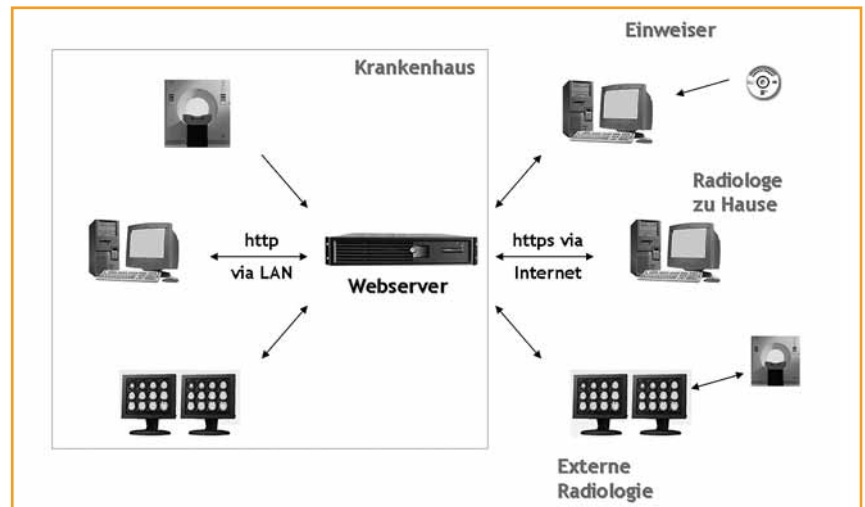 Einweiser
Krankenhaus
Radiologe
zu Hause
http
via LAN
https via
Internet
Webserver
Externe
Radiologie